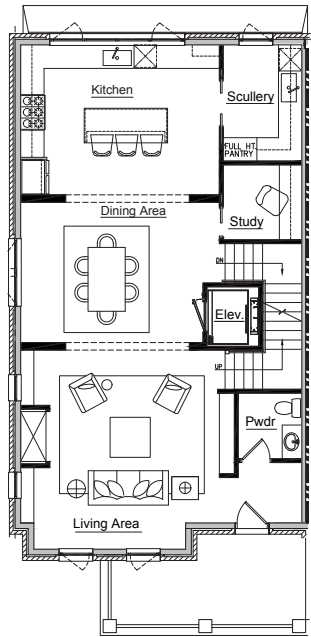 Kitchen
Scullery
FULL HT.
PANTRY
Dining Area
Study
DN
Elev.
UP
Pwdr
Living Area